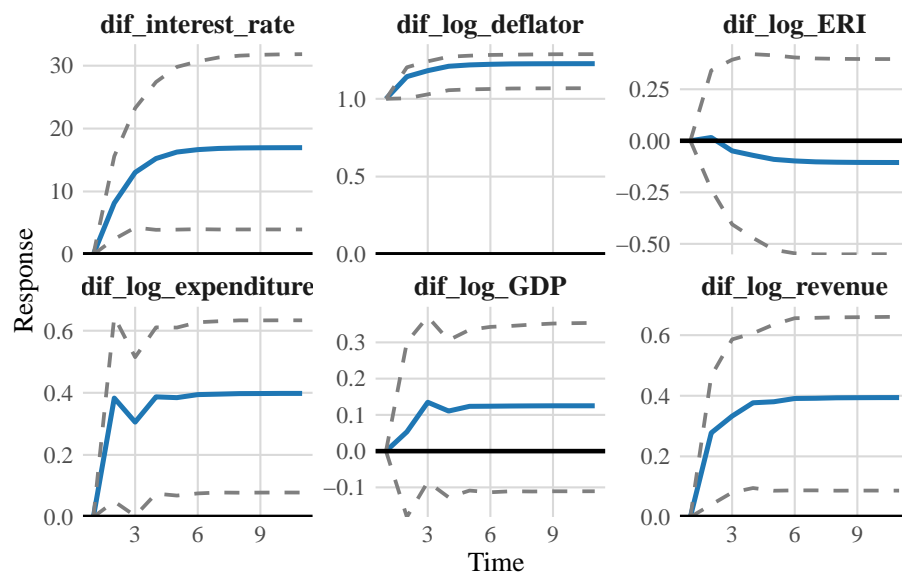 dif_interest_rate
dif_log_deflator
dif_log_ERI
30
20
10
0
1.0
0.5
0.0
0.25
0.00
−0.25
−0.50
Response
dif_log_expenditure
dif_log_GDP
dif_log_revenue
0.6
0.4
0.2
0.0
0.3
0.2
0.1
0.0
−0.1
0.6
0.4
0.2
0.0
3 6 9
3 6 9
3 6 9
Time